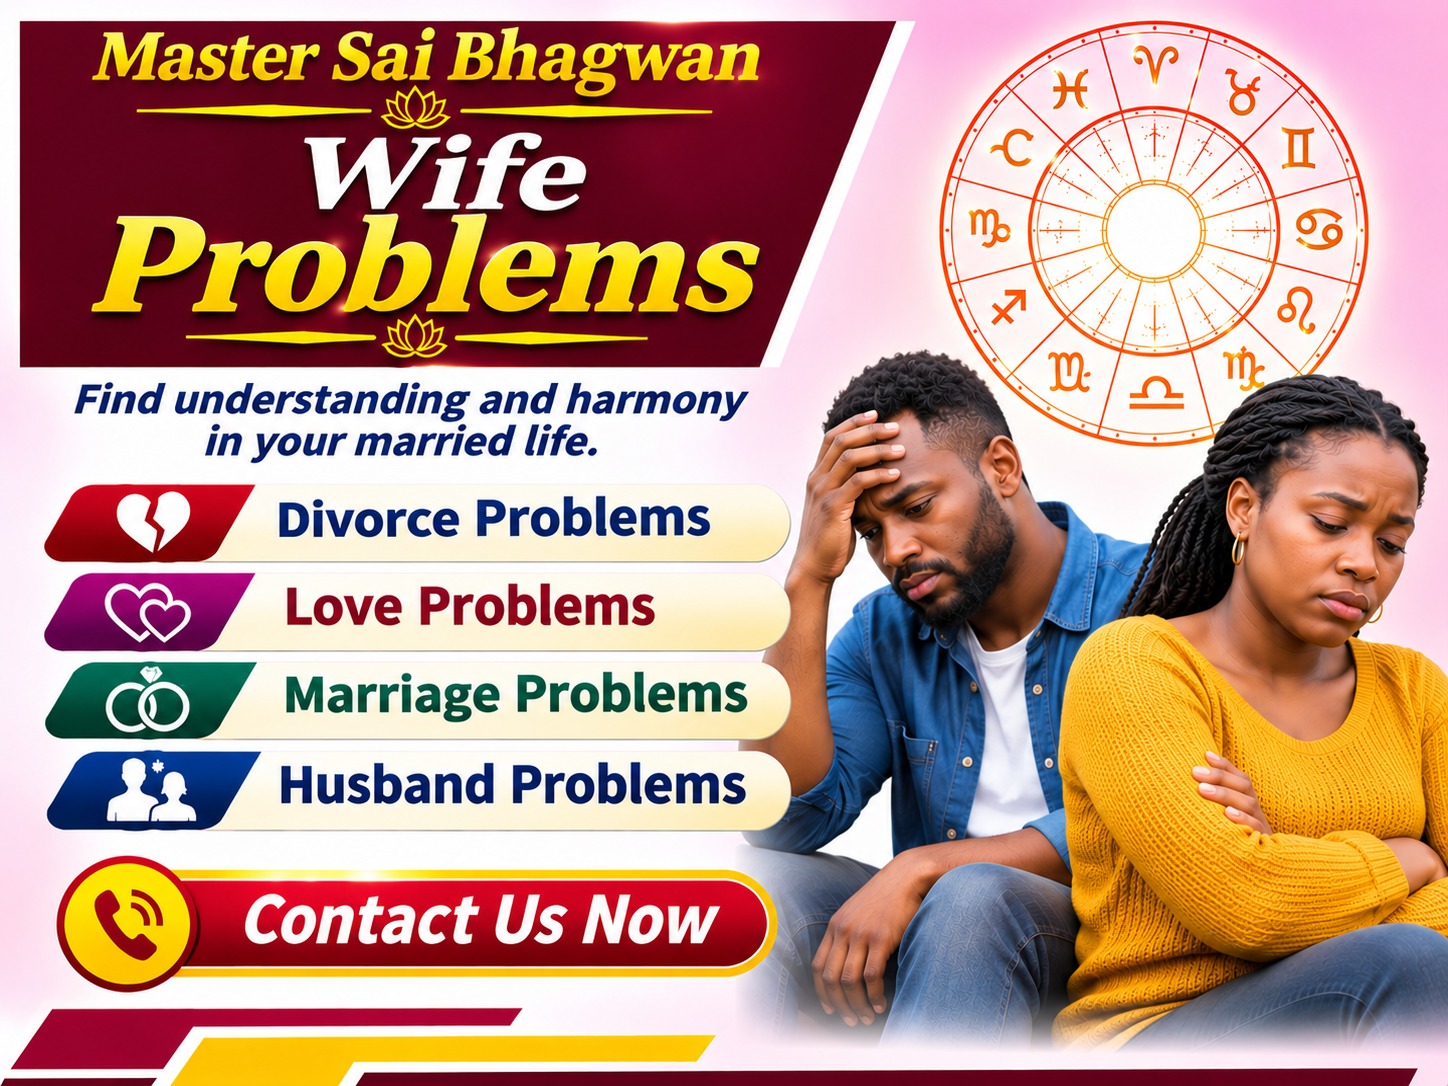 Master Sai Bhagwan
Wife
Problems
Find understanding and harmony
in your married life.
Divorce Problems
Love Problems
Marriage Problems
Husband Problems
Contact Us Now